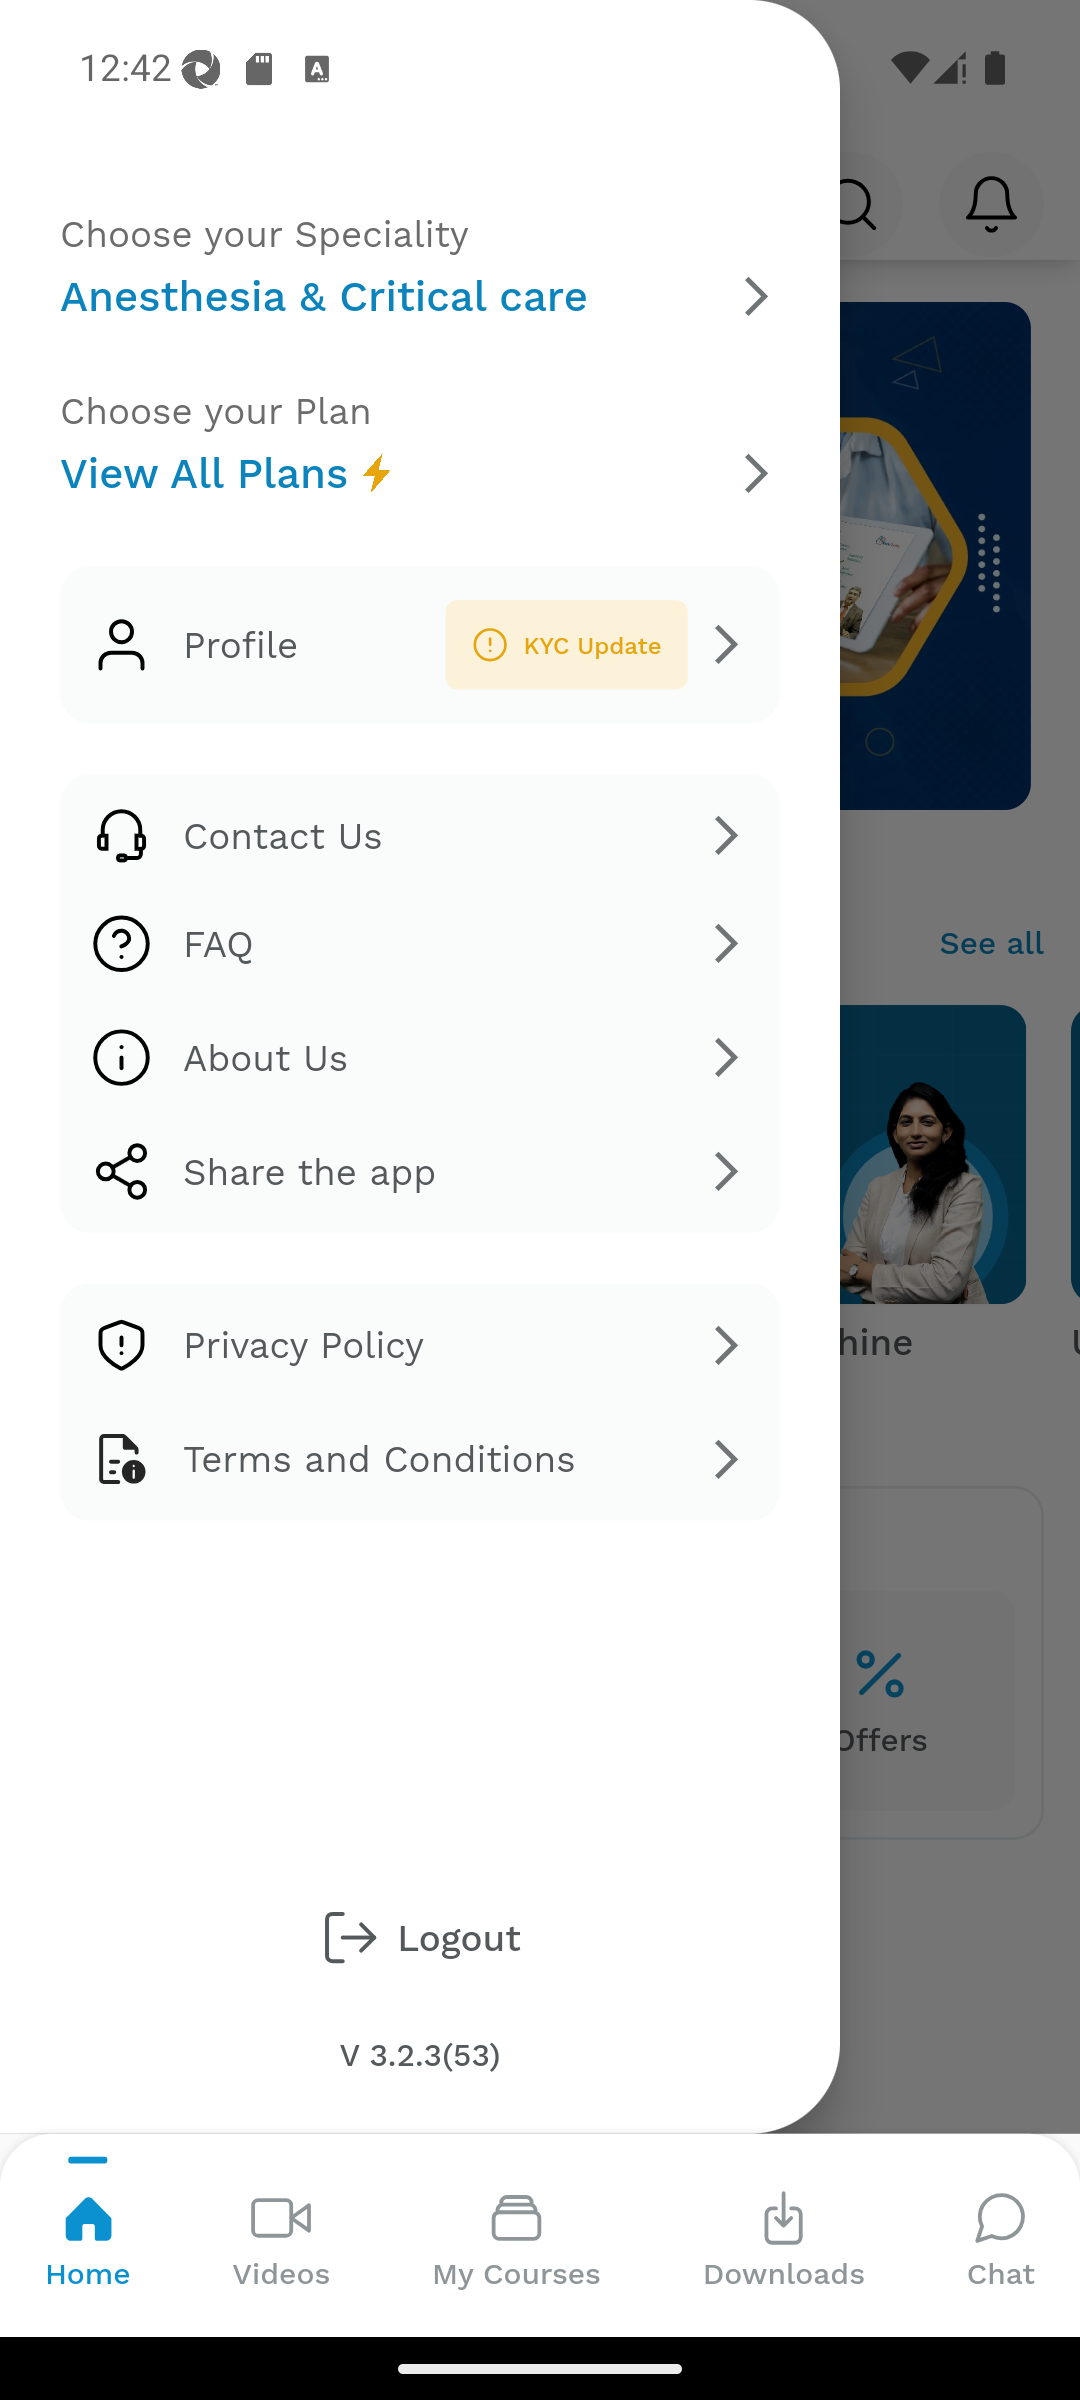 12:42
Choose your Speciality
Anesthesia & Critical care
Choose your Plan
View All Plans
Profile
KYC Update
Contact Us
FAQ
About Us
Share the app
Privacy Policy
Terms and Conditions
Logout
V 3.2.3(53)
See all
hine
Offers
Home
Videos
My Courses
Downloads
Chat